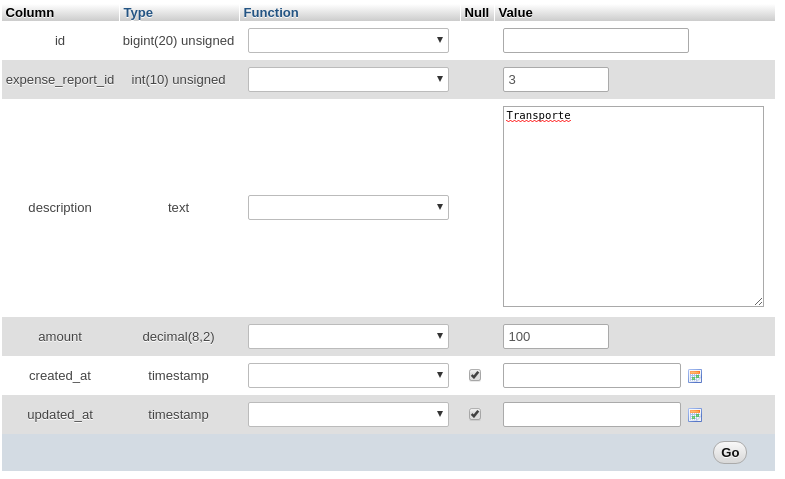 Column Type Function Null Value
id bigint(20) unsigned
expense_report_id int(10) unsigned 3
Transporte
description text
amount decimal(8,2) 100
created_at timestamp
updated_at timestamp
Go